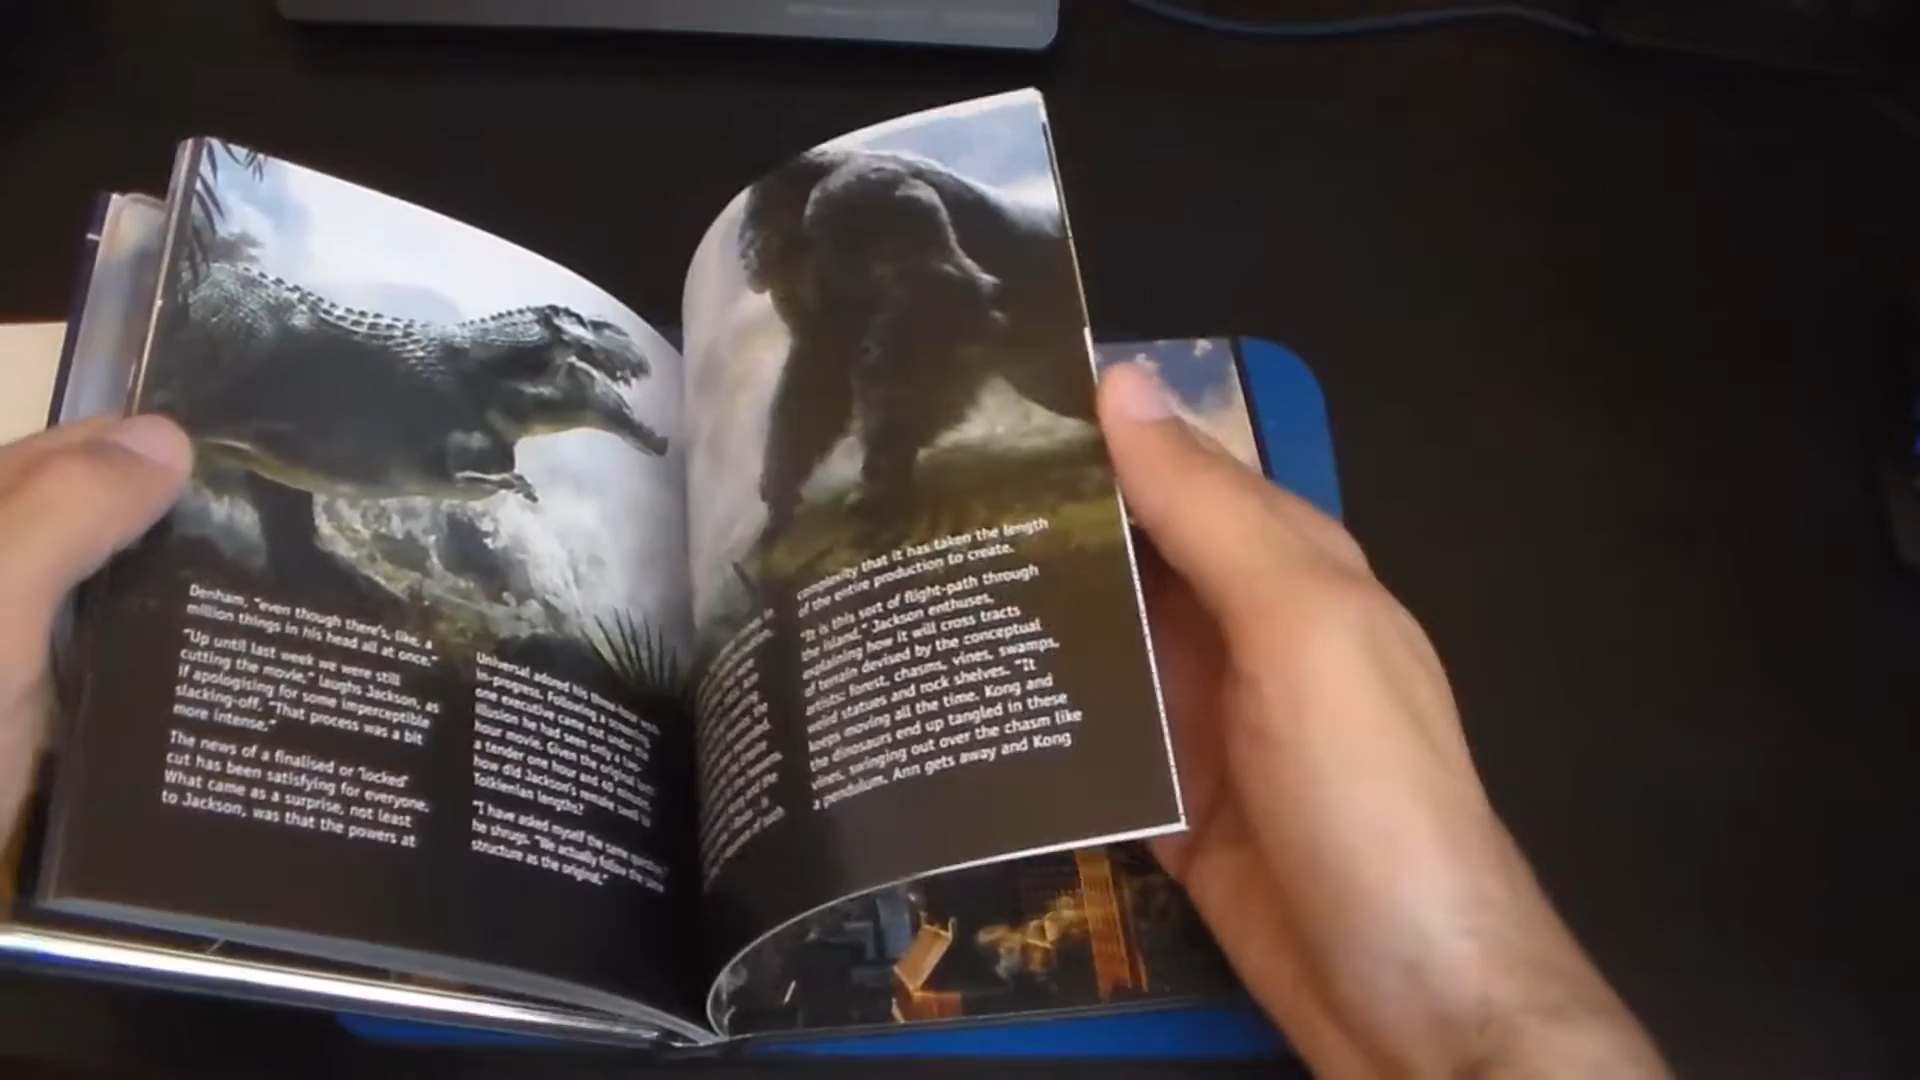 Denham, "even though there's, like, a
million things in his head all at once."
"Up until last week we were still
cutting the movie," laughs Jackson, as
if apologising for some imperceptible
slacking-off, "That process was a bit
more intense."
The news of a finalised or 'locked'
cut has been satisfying for everyone.
What came as a surprise, not least
to Jackson, was that the powers at
Universal adored his three-hour
in-progress. Following a screening
one executive came out under the
illusion he had seen only a two-
hour movie. Given the original
a tender one hour and 40 minutes
how did Jackson's remake
Tolkienian lengths?
"I have asked myself the same question,"
he shrugs. "We actually follow the same
structure as the original."
complexity that it has taken the length
of the entire production to create.
"It is this sort of flight-path through
the island," Jackson enthuses,
explaining how it will cross tracts
of terrain devised by the conceptual
artists: forest, chasms, vines, swamps,
weird statues and rock shelves. "It
keeps moving all the time. Kong and
the dinosaurs end up tangled in these
vines, swinging out over the chasm like
a pendulum. Ann gets away and Kong